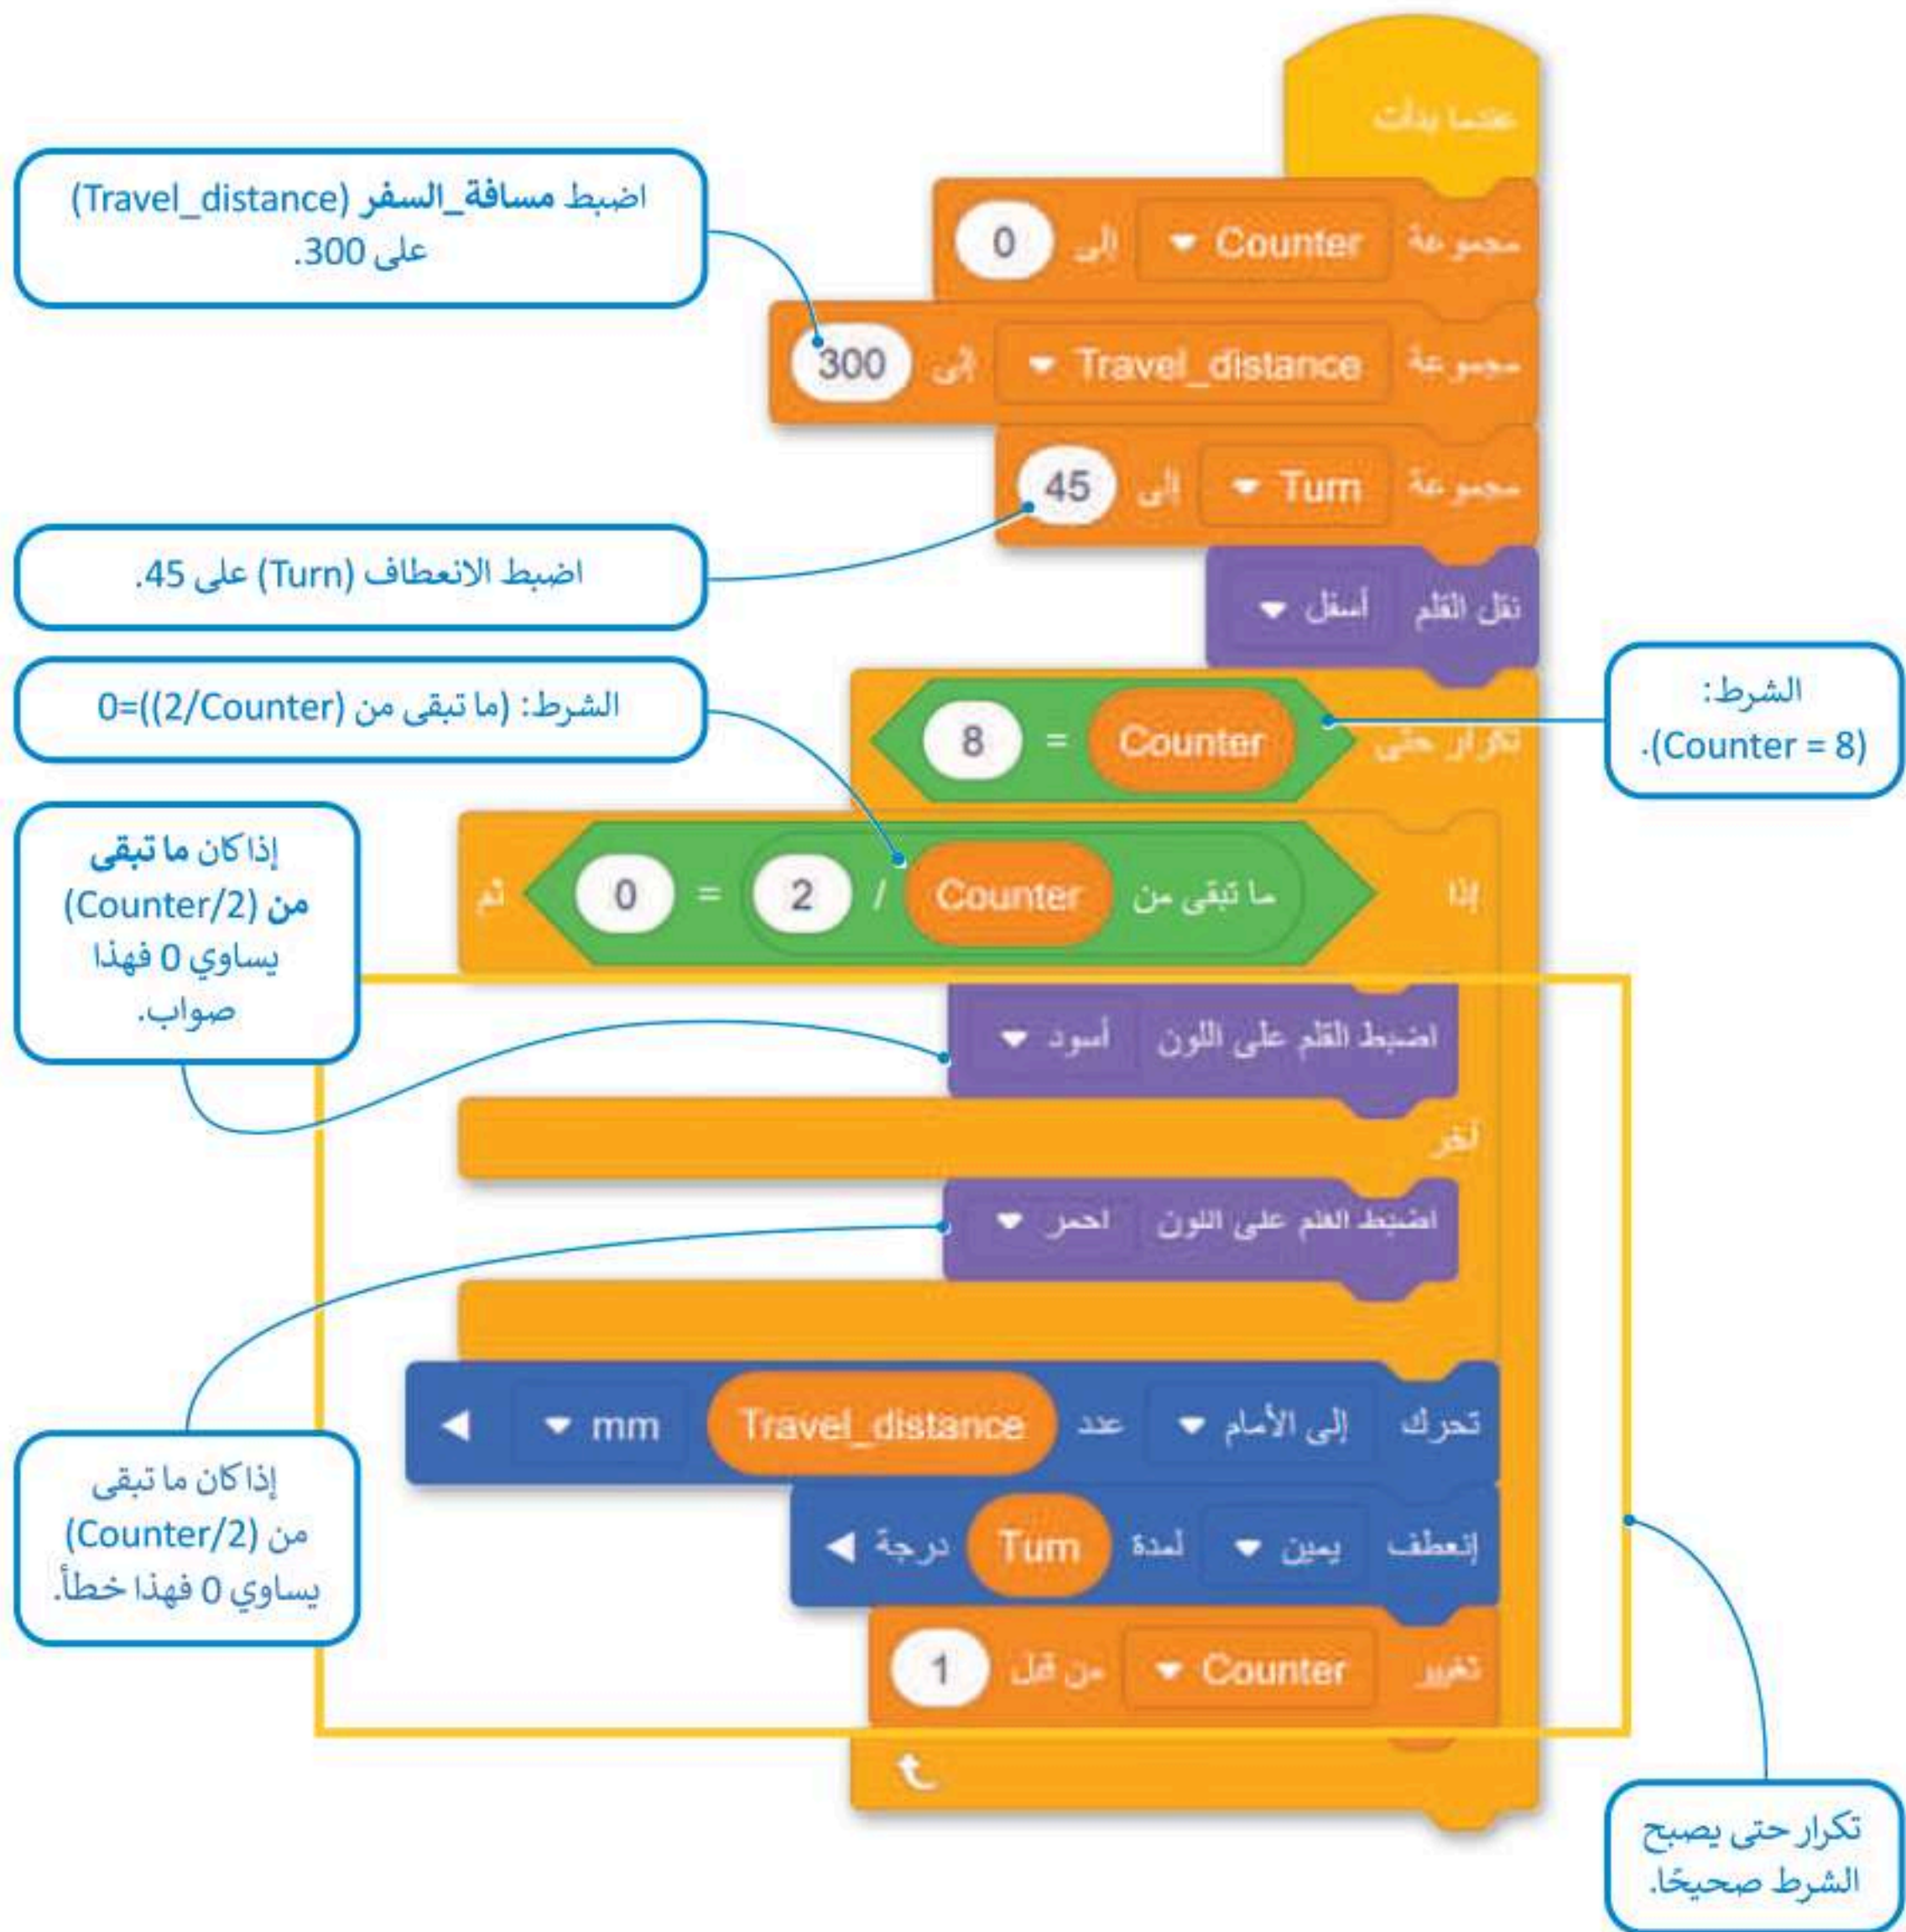 عندما بدأت
اضبط مسافة_السفر (Travel_distance)
على 300.
مجموعة Counter إلى 0
مجموعة Travel_distance إلى 300
مجموعة Turn إلى 45
اضبط الانعطاف (Turn) على 45.
نقل القلم أسفل
الشرط:
(Counter = 8).
تكرار حتى Counter = 8
الشرط: (ما تبقى من (2/Counter))=0
إذا ما تبقى من Counter / 2 = 0 ثم
إذا كان ما تبقى
من (Counter/2)
يساوي 0 فهذا
صواب.
اضبط القلم على اللون أسود
آخر
اضبط القلم على اللون احمر
تحرك إلى الأمام عدد Travel_distance mm
إذا كان ما تبقى
من (Counter/2)
يساوي 0 فهذا خطأ.
إنعطف يمين لمدة Turn درجة
تغيير Counter من قبل 1
تكرار حتى يصبح
الشرط صحيحًا.